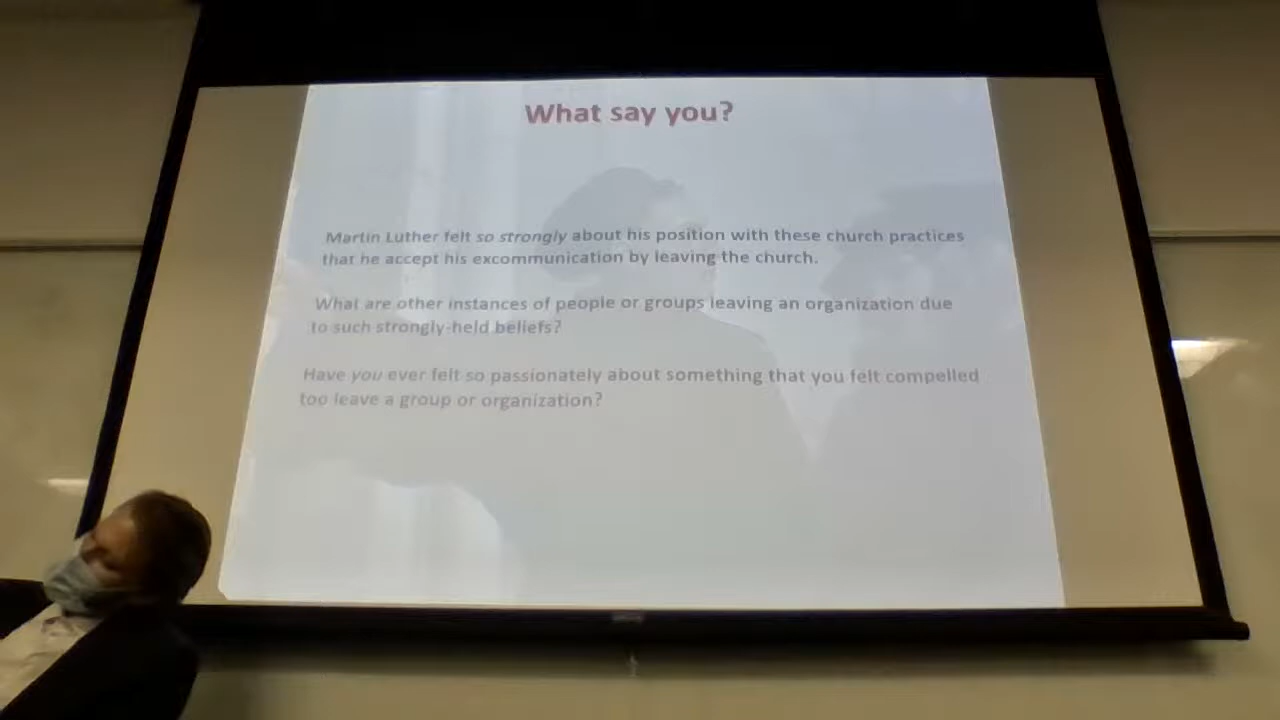 What say you?
Martin Luther felt so strongly about his position with these church practices
that he accept his excommunication by leaving the church.
What are other instances of people or groups leaving an organization due
to such strongly-held beliefs?
Have you ever felt so passionately about something that you felt compelled
too leave a group or organization?